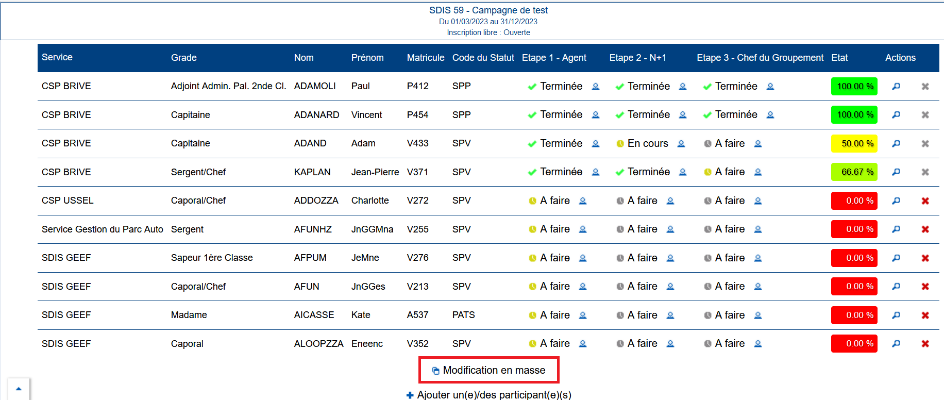 SDIS 59 - Campagne de test
Du 01/03/2023 au 31/12/2023
Inscription libre : Ouverte
Service Grade Nom Prénom Matricule Code du Statut Etape 1 - Agent Etape 2 - N+1 Etape 3 - Chef du Groupement Etat Actions
CSP BRIVE Adjoint Admin. Pal. 2nde Cl. ADAMOLI Paul P412 SPP Terminée Terminée Terminée 100.00 %
CSP BRIVE Capitaine ADANARD Vincent P454 SPP Terminée Terminée Terminée 100.00 %
CSP BRIVE Capitaine ADAND Adam V433 SPV Terminée En cours A faire 50.00 %
CSP BRIVE Sergent/Chef KAPLAN Jean-Pierre V371 SPV Terminée Terminée A faire 66.67 %
CSP USSEL Caporal/Chef ADDOZZA Charlotte V272 SPV A faire A faire A faire 0.00 %
Service Gestion du Parc Auto Sergent AFUNHZ JnGGMna V255 SPV A faire A faire A faire 0.00 %
SDIS GEEF Sapeur 1ère Classe AFPUM JeMne V276 SPV A faire A faire A faire 0.00 %
SDIS GEEF Caporal/Chef AFUN JnGGes V213 SPV A faire A faire A faire 0.00 %
SDIS GEEF Madame AICASSE Kate A537 PATS A faire A faire A faire 0.00 %
SDIS GEEF Caporal ALOOPZZA Eneenc V352 SPV A faire A faire A faire 0.00 %
Modification en masse
Ajouter un(e)/des participant(e)(s)